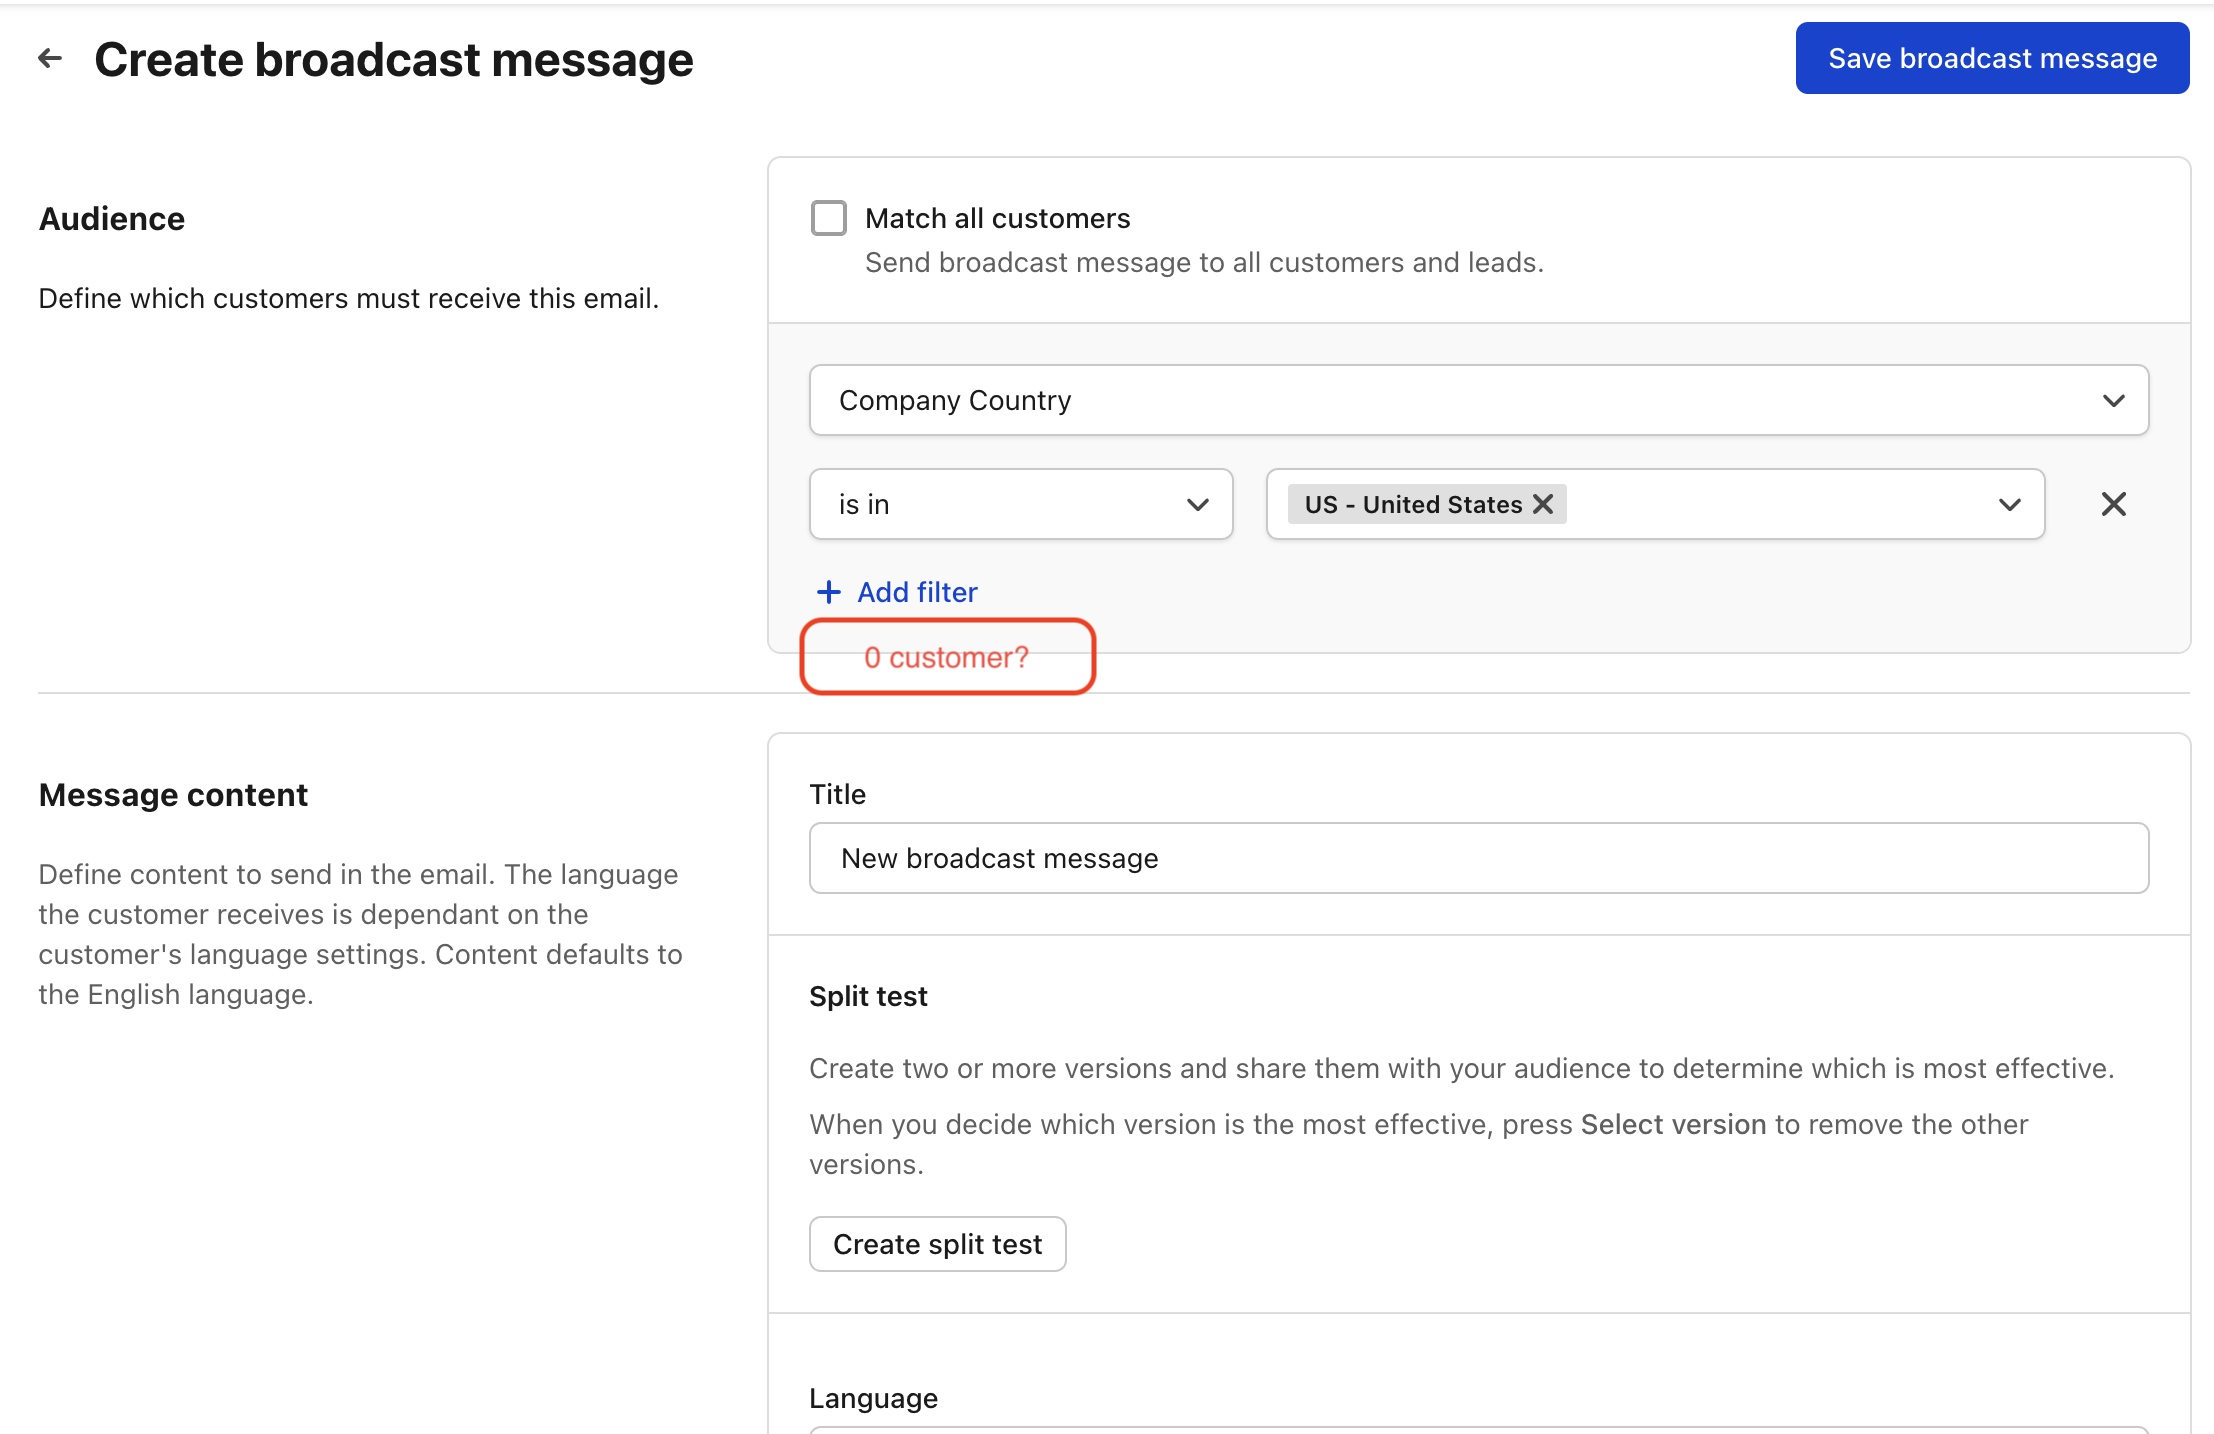 Create broadcast message
Save broadcast message
Audience
Define which customers must receive this email.
Match all customers
Send broadcast message to all customers and leads.
Company Country
is in
US - United States
Add filter
0 customer?
Message content
Define content to send in the email. The language
the customer receives is dependant on the
customer's language settings. Content defaults to
the English language.
Title
New broadcast message
Split test
Create two or more versions and share them with your audience to determine which is most effective.
When you decide which version is the most effective, press Select version to remove the other
versions.
Create split test
Language